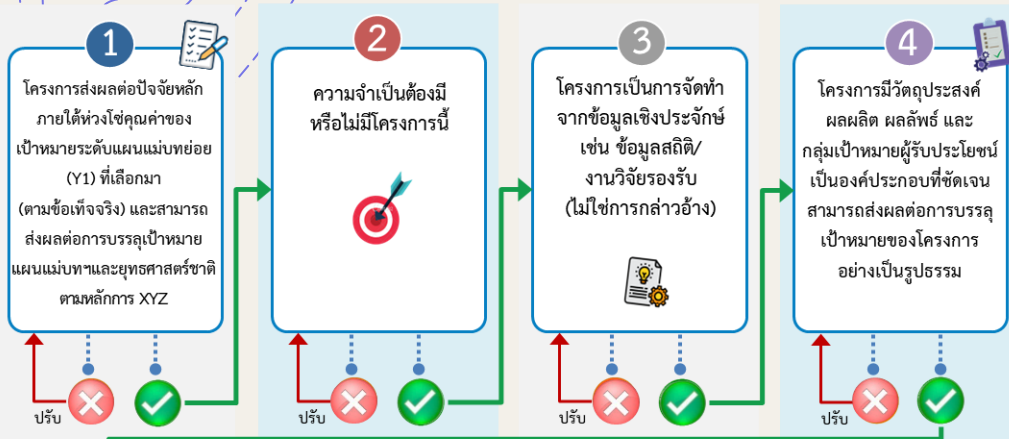 1
โครงการส่งผลต่อปัจจัยหลัก
ภายใต้ห่วงโซ่คุณค่าของ
เป้าหมายระดับแผนแม่บทย่อย
(Y1) ที่เลือกมา
(ตามข้อเท็จจริง) และสามารถ
ส่งผลต่อการบรรลุเป้าหมาย
แผนแม่บทฯและยุทธศาสตร์ชาติ
ตามหลักการ XYZ
ปรับ
2
ความจำเป็นต้องมี
หรือไม่มีโครงการนี้
ปรับ
3
โครงการเป็นการจัดทำ
จากข้อมูลเชิงประจักษ์
เช่น ข้อมูลสถิติ/
งานวิจัยรองรับ
(ไม่ใช่การกล่าวอ้าง)
ปรับ
4
โครงการมีวัตถุประสงค์
ผลผลิต ผลลัพธ์ และ
กลุ่มเป้าหมายผู้รับประโยชน์
เป็นองค์ประกอบที่ชัดเจน
สามารถส่งผลต่อการบรรลุ
เป้าหมายของโครงการ
อย่างเป็นรูปธรรม
ปรับ